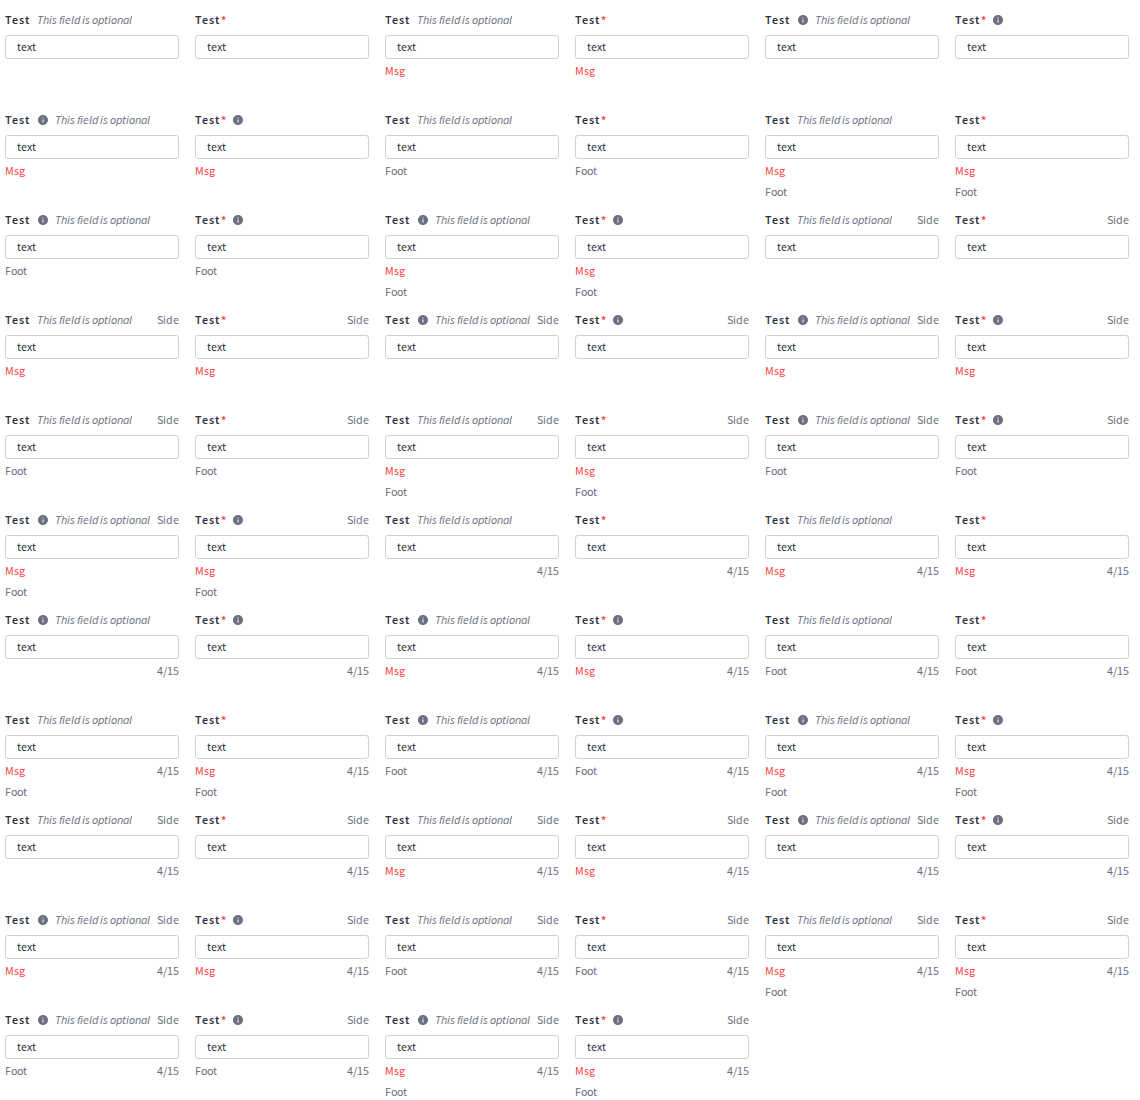 Test This field is optional Test* Test This field is optional Test* Test This field is optional Test*
text text text text text text
Msg Msg
Test This field is optional Test* Test This field is optional Test* Test This field is optional Test*
text text text text text text
Msg Msg Foot Foot Msg Msg
Foot Foot
Test This field is optional Test* Test This field is optional Test* Test This field is optional Side Test* Side
text text text text text text
Foot Foot Msg Msg
Foot Foot
Test This field is optional Side Test* Side Test This field is optional Side Test* Side Test This field is optional Side Test* Side
text text text text text text
Msg Msg Msg Msg
Test This field is optional Side Test* Side Test This field is optional Side Test* Side Test This field is optional Side Test* Side
text text text text text text
Foot Foot Msg Msg Foot Foot
Foot Foot
Test This field is optional Side Test* Side Test This field is optional Test* Test This field is optional Test*
text text text text text text
Msg Msg 4/15 4/15 Msg 4/15 Msg 4/15
Foot Foot
Test This field is optional Test* Test This field is optional Test* Test This field is optional Test*
text text text text text text
4/15 4/15 Msg 4/15 Msg 4/15 Foot 4/15 Foot 4/15
Test This field is optional Test* Test This field is optional Test* Test This field is optional Test*
text text text text text text
Msg 4/15 Msg 4/15 Foot 4/15 Foot 4/15 Msg 4/15 Msg 4/15
Foot Foot Foot Foot
Test This field is optional Side Test* Side Test This field is optional Side Test* Side Test This field is optional Side Test* Side
text text text text text text
4/15 4/15 Msg 4/15 Msg 4/15 4/15 4/15
Test This field is optional Side Test* Side Test This field is optional Side Test* Side Test This field is optional Side Test* Side
text text text text text text
Msg 4/15 Msg 4/15 Foot 4/15 Foot 4/15 Msg 4/15 Msg 4/15
Foot Foot
Test This field is optional Side Test* Side Test This field is optional Side Test* Side
text text text text
Foot 4/15 Foot 4/15 Msg 4/15 Msg 4/15
Foot Foot